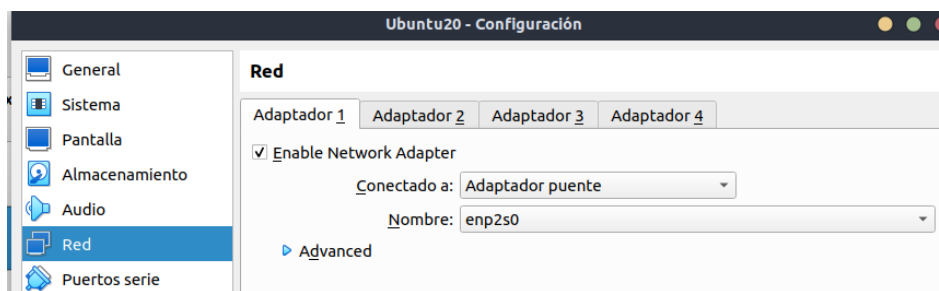 Ubuntu20 - Configuración
General
Sistema
Pantalla
Almacenamiento
Audio
Red
Puertos serie
Red
Adaptador 1 Adaptador 2 Adaptador 3 Adaptador 4
Enable Network Adapter
Conectado a: Adaptador puente
Nombre: enp2s0
Advanced